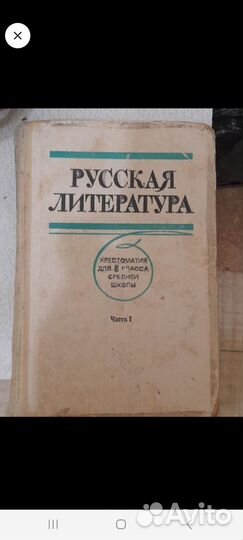 РУССКАЯ
ЛИТЕРАТУРА
ХРЕСТОМАТИЯ
ДЛЯ 8 КЛАССА
СРЕДНЕЙ
ШКОЛЫ
Часть I
Avito